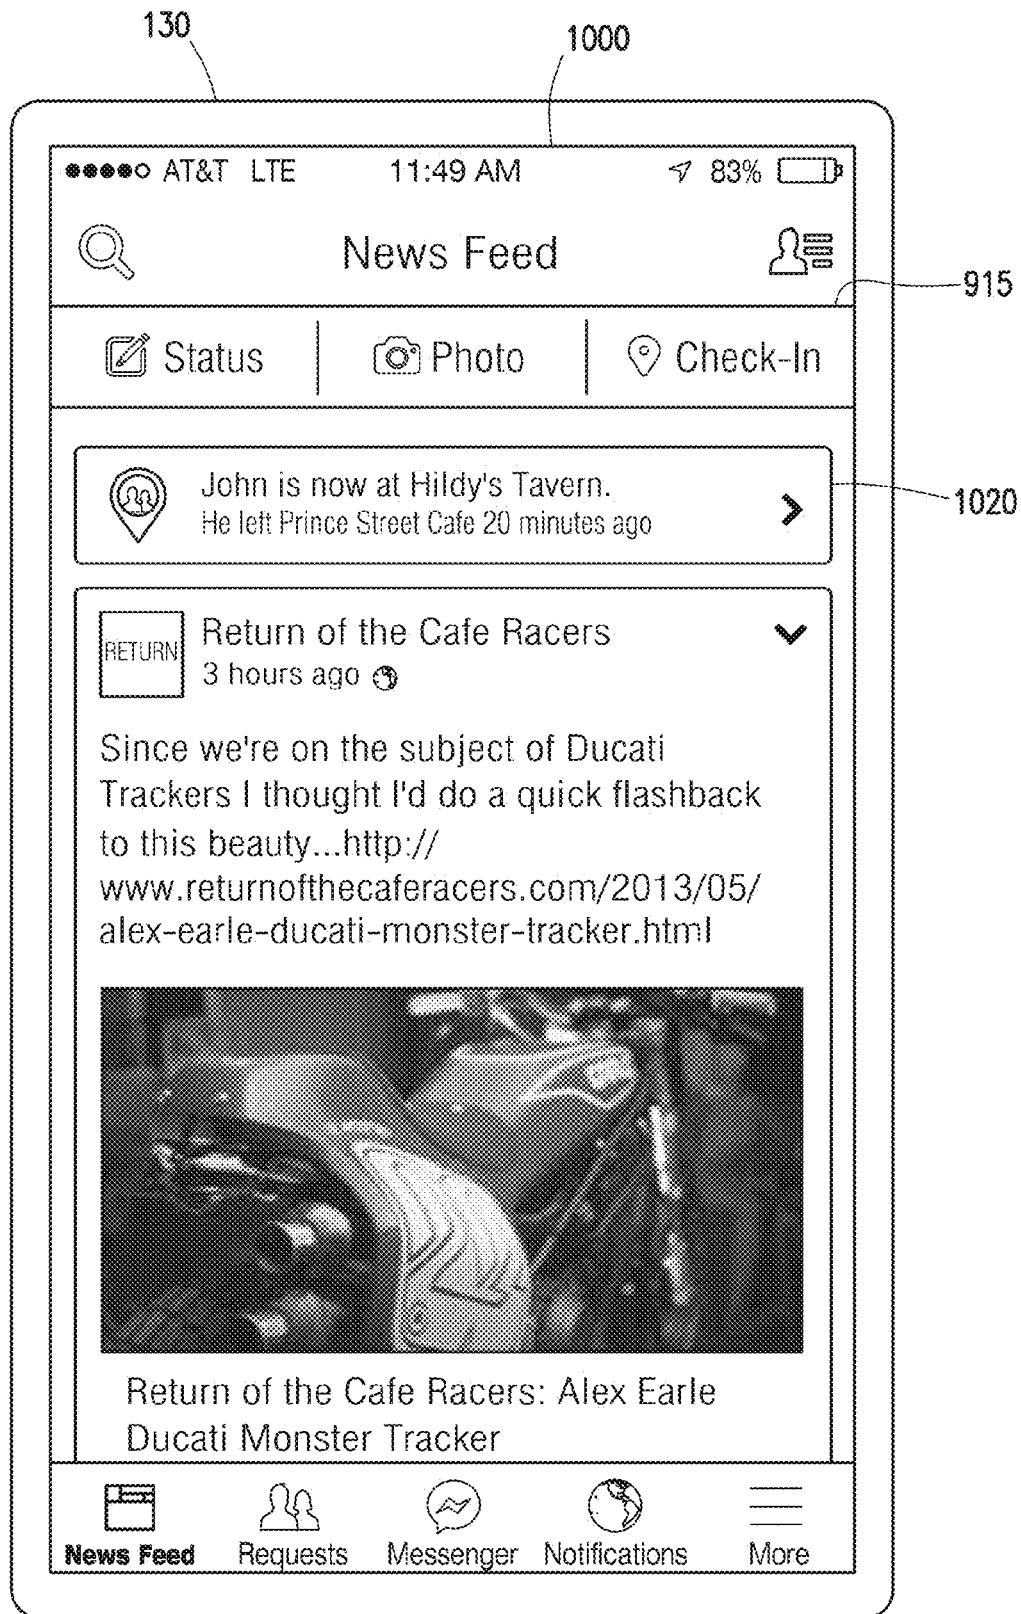 130
1000
AT&T LTE 11:49 AM 83%
News Feed
915
Status Photo Check-In
John is now at Hildy's Tavern.
He left Prince Street Cafe 20 minutes ago
1020
RETURN
Return of the Cafe Racers
3 hours ago
Since we're on the subject of Ducati
Trackers I thought I'd do a quick flashback
to this beauty...http://
www.returnofthecaferacers.com/2013/05/
alex-earle-ducati-monster-tracker.html
Return of the Cafe Racers: Alex Earle
Ducati Monster Tracker
News Feed Requests Messenger Notifications More